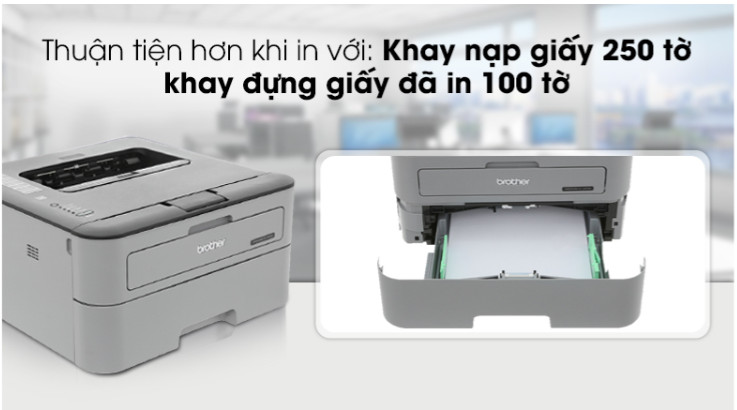 Thuận tiện hơn khi in với: Khay nạp giấy 250 tờ
khay đựng giấy đã in 100 tờ
brother
brother